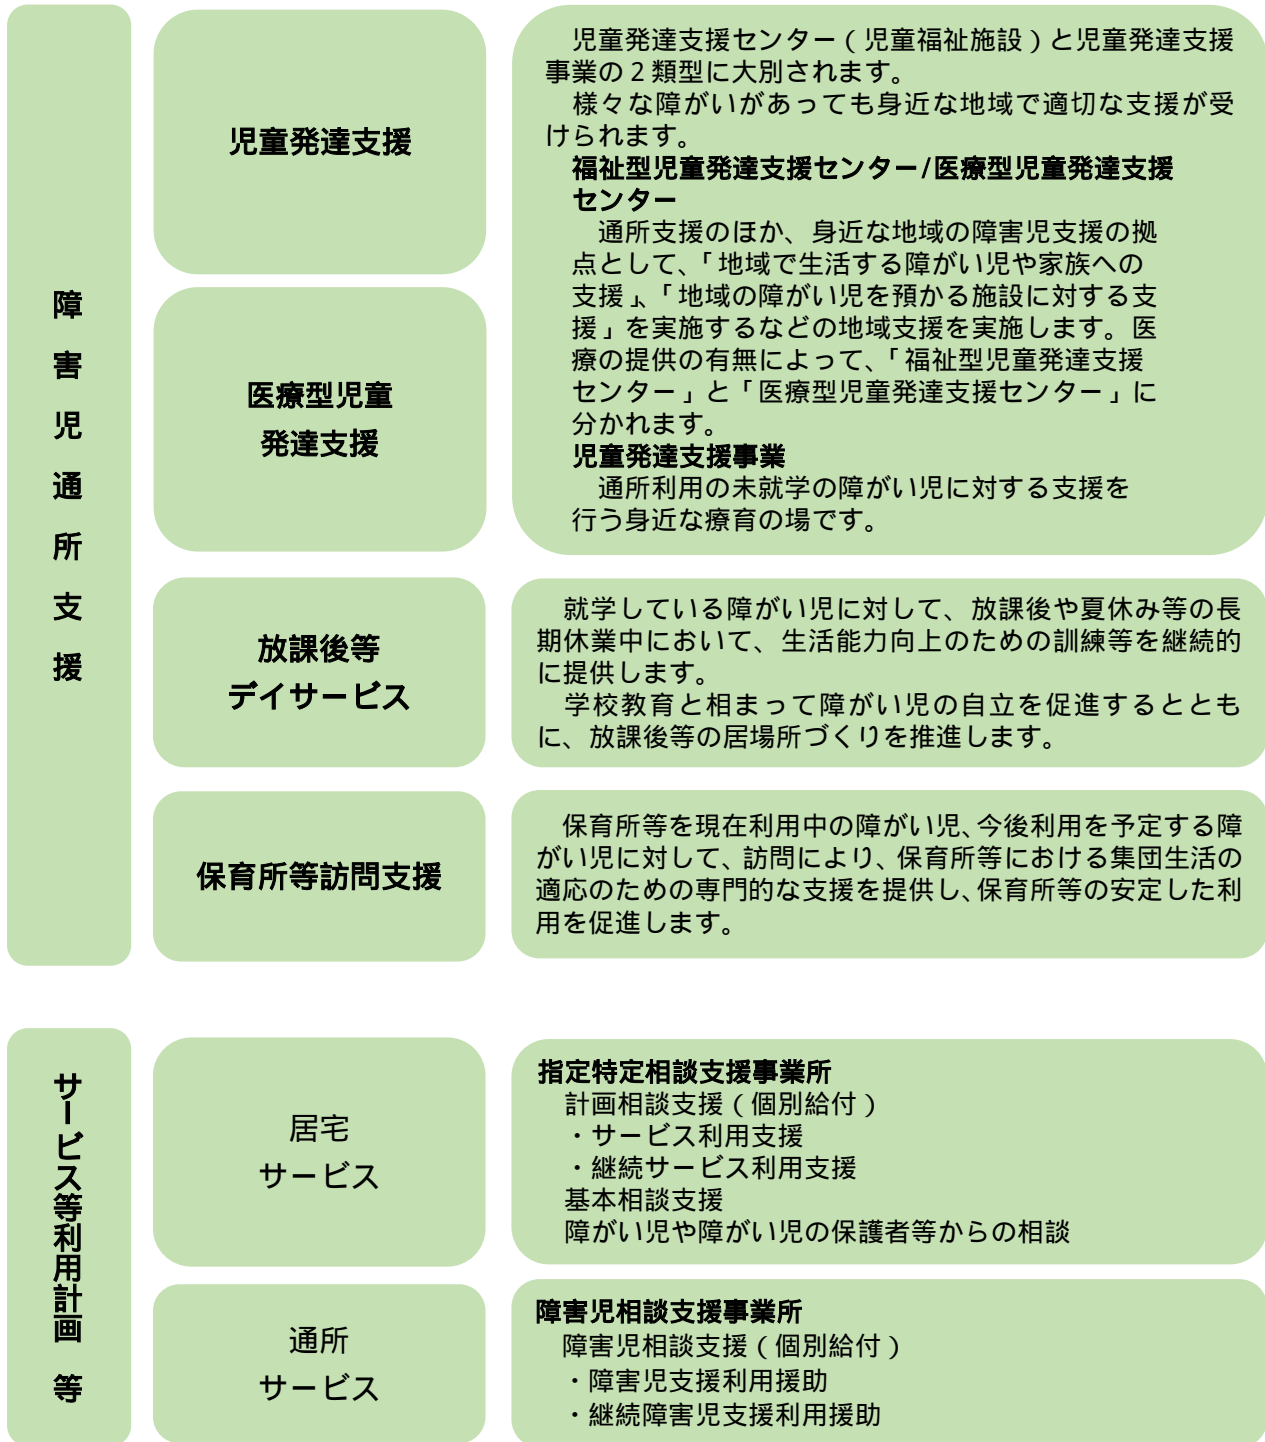 障害児通所支援
児童発達支援
児童発達支援センター(児童福祉施設)と児童発達支援
事業の2類型に大別されます。
様々な障がいがあっても身近な地域で適切な支援が受
けられます。
福祉型児童発達支援センター/医療型児童発達支援
センター
通所支援のほか、身近な地域の障害児支援の拠
点として、「地域で生活する障がい児や家族への
支援」、「地域の障がい児を預かる施設に対する支
援」を実施するなどの地域支援を実施します。医
療の提供の有無によって、「福祉型児童発達支援
センター」と「医療型児童発達支援センター」に
分かれます。
児童発達支援事業
通所利用の未就学の障がい児に対する支援を
行う身近な療育の場です。
医療型児童
発達支援
放課後等
デイサービス
就学している障がい児に対して、放課後や夏休み等の長
期休業中において、生活能力向上のための訓練等を継続的
に提供します。
学校教育と相まって障がい児の自立を促進するととも
に、放課後等の居場所づくりを推進します。
保育所等訪問支援
保育所等を現在利用中の障がい児、今後利用を予定する障
がい児に対して、訪問により、保育所等における集団生活の
適応のための専門的な支援を提供し、保育所等の安定した利
用を促進します。
サービス等利用計画 等
居宅
サービス
指定特定相談支援事業所
計画相談支援(個別給付)
・サービス利用支援
・継続サービス利用支援
基本相談支援
障がい児や障がい児の保護者等からの相談
通所
サービス
障害児相談支援事業所
障害児相談支援(個別給付)
・障害児支援利用援助
・継続障害児支援利用援助